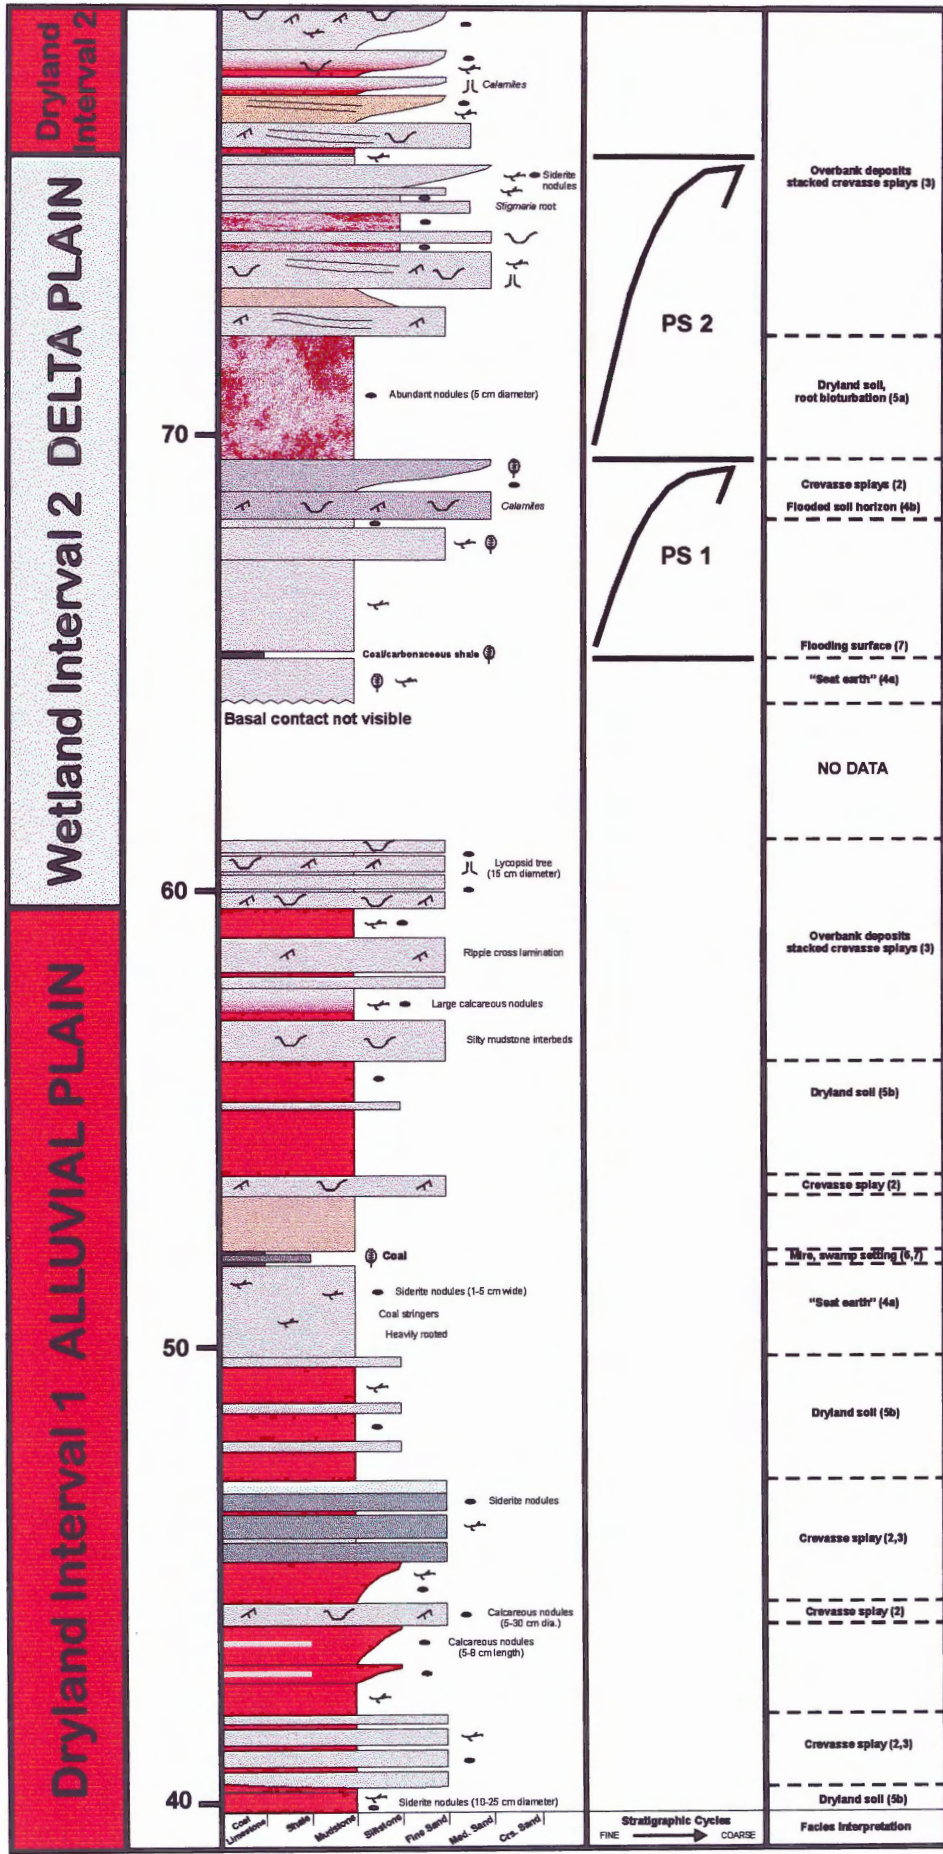 Dryland
Interval 2
Wetland Interval 2 DELTA PLAIN
Dryland Interval 1 ALLUVIAL PLAIN
70
60
50
40
Calamites
Siderite
nodules
Stigmaria root
Abundant nodules (5 cm diameter)
Calamites
Coal/carbonaceous shale
Basal contact not visible
Lycopsid tree
(15 cm diameter)
Ripple cross lamination
Large calcareous nodules
Silty mudstone interbeds
Coal
Siderite nodules (1-5 cm wide)
Coal stringers
Heavily rooted
Siderite nodules
Calcareous nodules
(5-30 cm dia.)
Calcareous nodules
(5-8 cm length)
Siderite nodules (10-25 cm diameter)
Coal
Limestone
Shale
Mudstone
Siltstone
Fine Sand
Med. Sand
Crs. Sand
PS 2
PS 1
Stratigraphic Cycles
FINE COARSE
Overbank deposits
stacked crevasse splays (3)
Dryland soil,
root bioturbation (5a)
Crevasse splays (2)
Flooded soil horizon (4b)
Flooding surface (7)
"Seat earth" (4a)
NO DATA
Overbank deposits
stacked crevasse splays (3)
Dryland soil (5b)
Crevasse splay (2)
Mire, swamp setting (6,7)
"Seat earth" (4a)
Dryland soil (5b)
Crevasse splay (2,3)
Crevasse splay (2)
Crevasse splay (2,3)
Dryland soil (5b)
Facies Interpretation